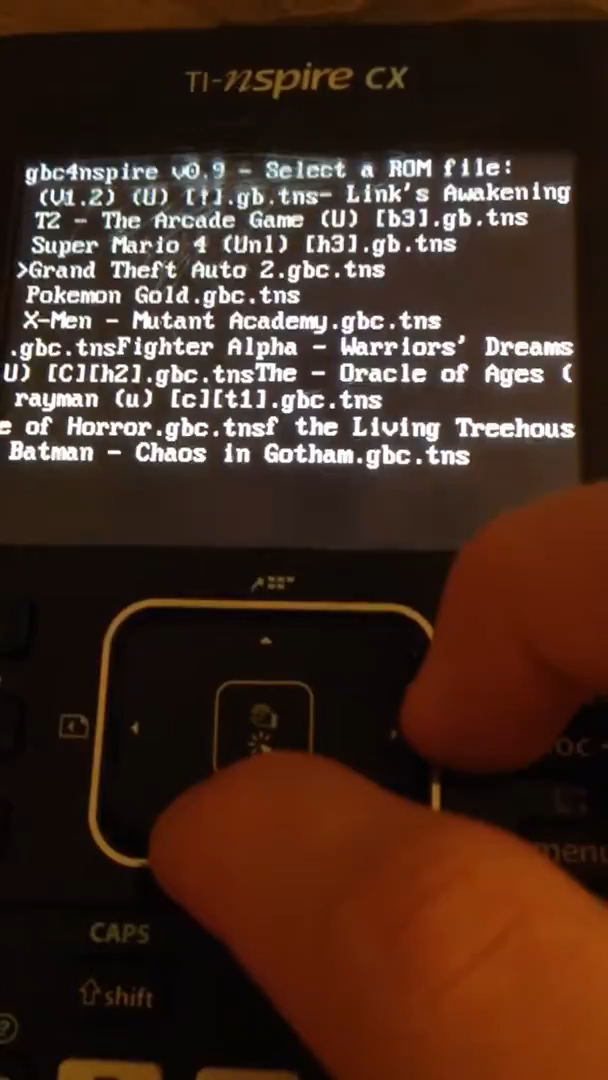 TI-nspire CX
gbc4nspire v0.9 - Select a ROM file:
(V1.2) (U) [!].gb.tns- Link's Awakening
T2 - The Arcade Game (U) [b3].gb.tns
Super Mario 4 (Unl) [h3].gb.tns
>Grand Theft Auto 2.gbc.tns
Pokemon Gold.gbc.tns
X-Men - Mutant Academy.gbc.tns
.gbc.tnsFighter Alpha - Warriors' Dreams
U) [C][h2].gbc.tnsThe - Oracle of Ages (
rayman (u) [c][t1].gbc.tns
e of Horror.gbc.tnsf the Living Treehous
Batman - Chaos in Gotham.gbc.tns
menu
CAPS
⇧shift
?